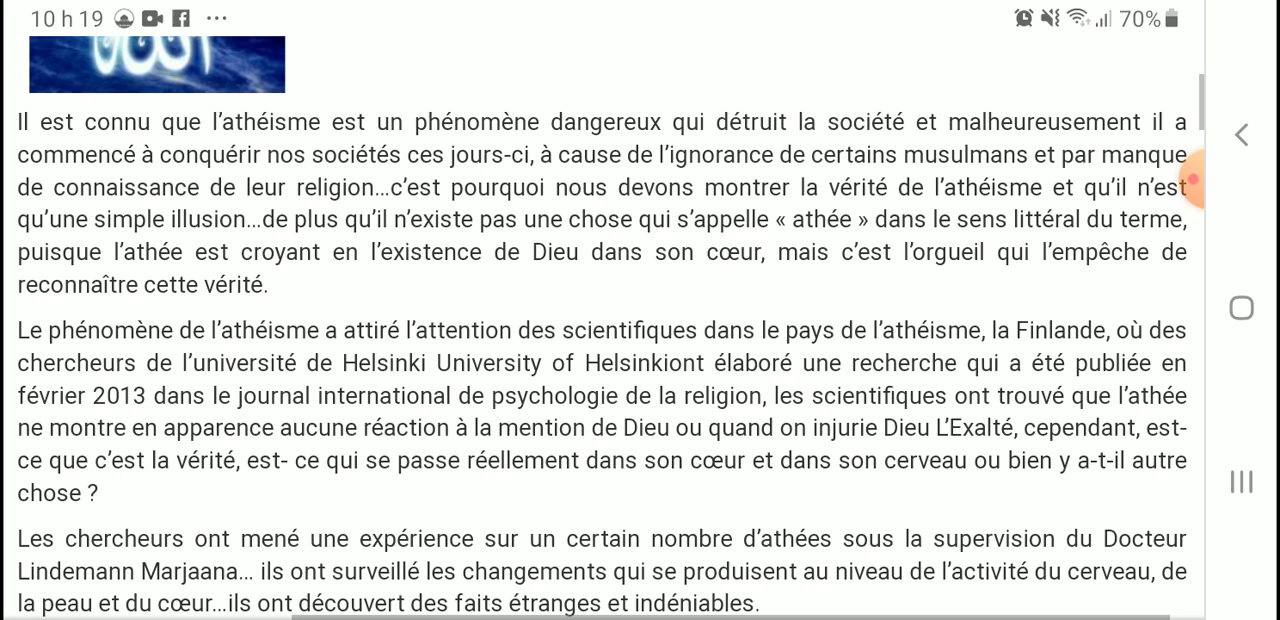 10 h 19
70%
Il est connu que l’athéisme est un phénomène dangereux qui détruit la société et malheureusement il a
commencé à conquérir nos sociétés ces jours-ci, à cause de l’ignorance de certains musulmans et par manque
de connaissance de leur religion...c’est pourquoi nous devons montrer la vérité de l’athéisme et qu’il n’est
qu’une simple illusion...de plus qu’il n’existe pas une chose qui s’appelle « athée » dans le sens littéral du terme,
puisque l’athée est croyant en l’existence de Dieu dans son cœur, mais c’est l’orgueil qui l’empêche de
reconnaître cette vérité.
Le phénomène de l’athéisme a attiré l’attention des scientifiques dans le pays de l’athéisme, la Finlande, où des
chercheurs de l’université de Helsinki University of Helsinkiont élaboré une recherche qui a été publiée en
février 2013 dans le journal international de psychologie de la religion, les scientifiques ont trouvé que l’athée
ne montre en apparence aucune réaction à la mention de Dieu ou quand on injurie Dieu L’Exalté, cependant, est-
ce que c’est la vérité, est- ce qui se passe réellement dans son cœur et dans son cerveau ou bien y a-t-il autre
chose ?
Les chercheurs ont mené une expérience sur un certain nombre d’athées sous la supervision du Docteur
Lindemann Marjaana... ils ont surveillé les changements qui se produisent au niveau de l’activité du cerveau, de
la peau et du cœur...ils ont découvert des faits étranges et indéniables.